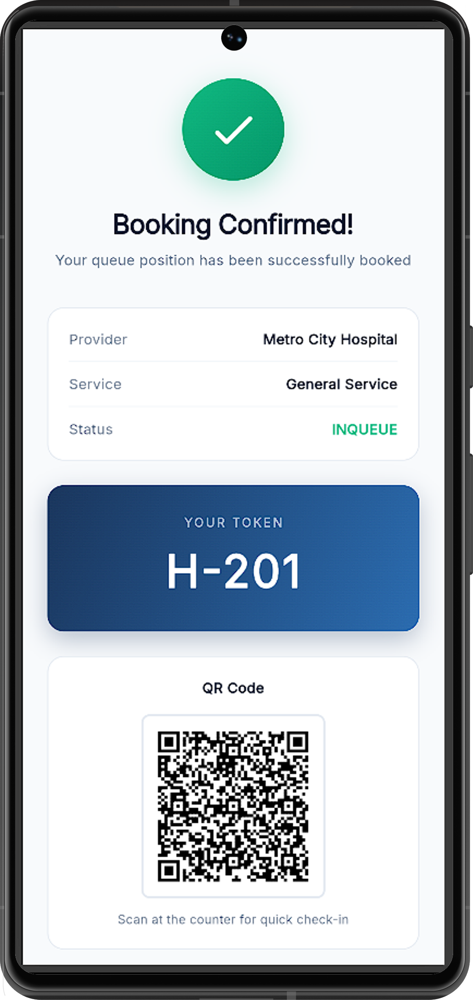 Booking Confirmed!
Your queue position has been successfully booked
Provider Metro City Hospital
Service General Service
Status INQUEUE
YOUR TOKEN
H-201
QR Code
Scan at the counter for quick check-in